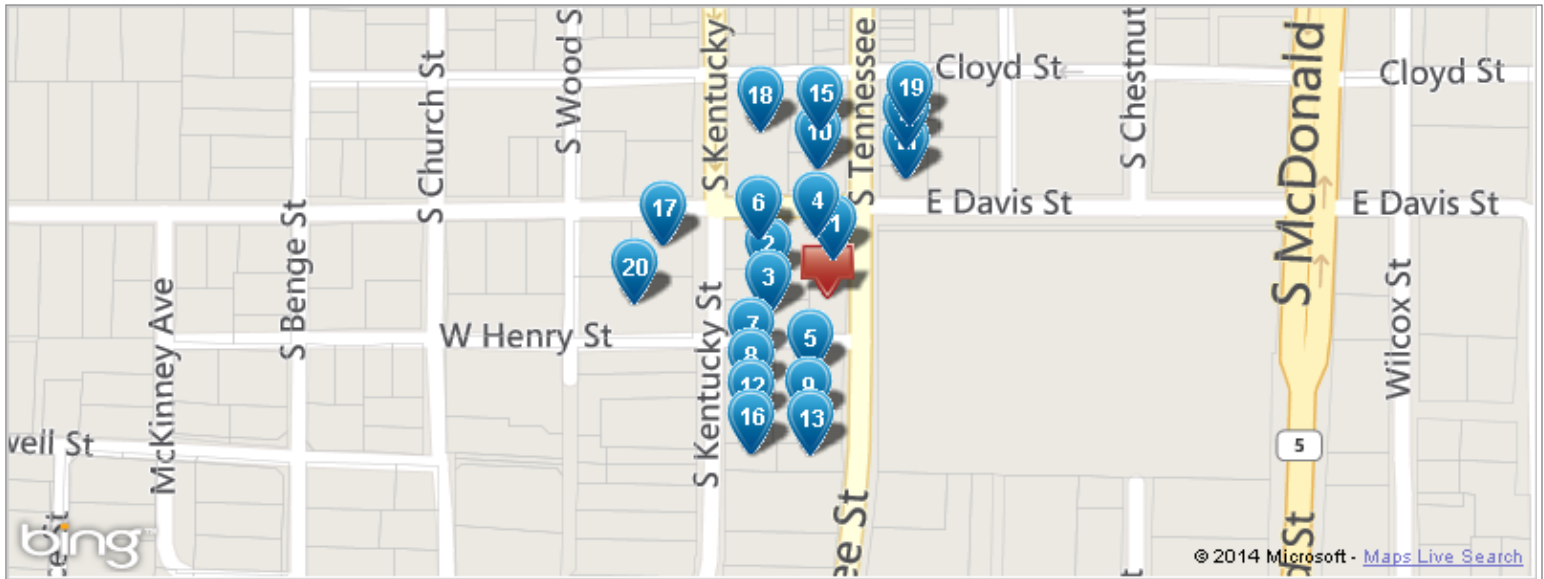 S Kentucky
S Tennessee
S Wood S
S Church St
S Chestnut
S McDonald
Cloyd St
Cloyd St
19
18
15
10
17
6
4
1
2
20
3
E Davis St
E Davis St
S Benge St
McKinney Ave
S Kentucky St
W Henry St
7
5
8
12
9
16
13
Wilcox St
5
well St
ce St
ee St
d St
t
bing
© 2014 Microsoft - Maps Live Search